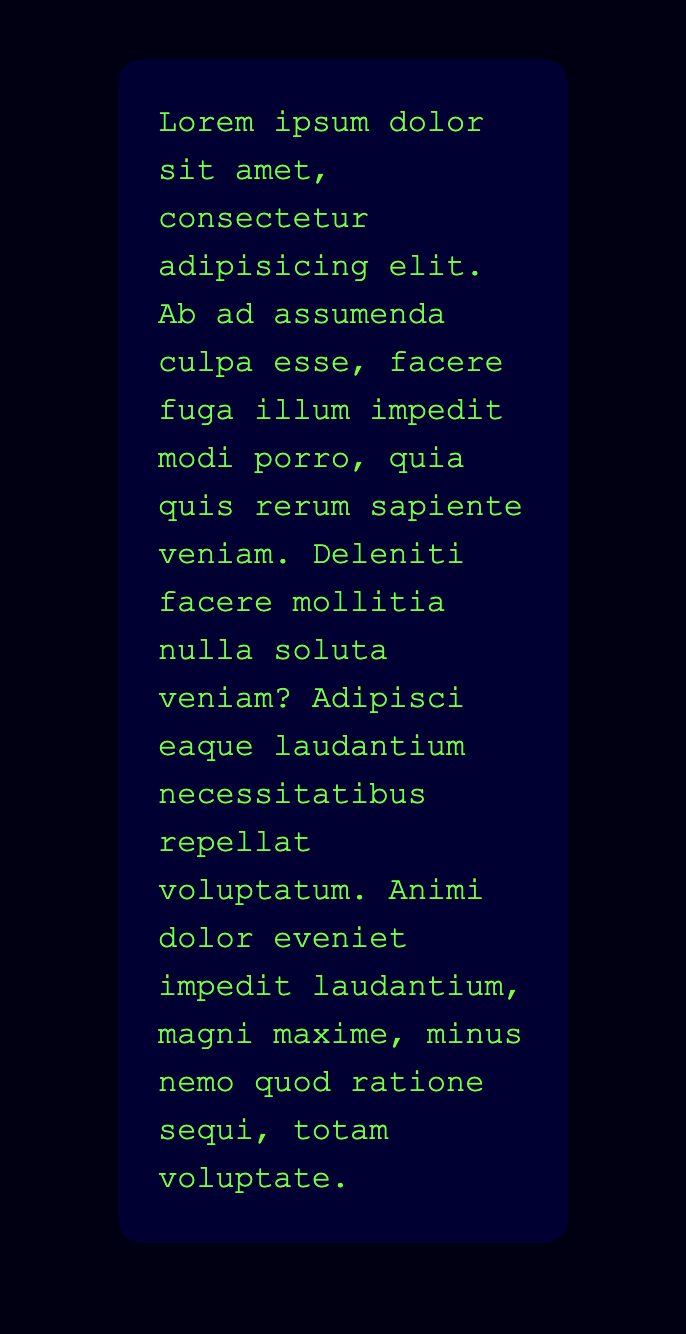 Lorem ipsum dolor
sit amet,
consectetur
adipisicing elit.
Ab ad assumenda
culpa esse, facere
fuga illum impedit
modi porro, quia
quis rerum sapiente
veniam. Deleniti
facere mollitia
nulla soluta
veniam? Adipisci
eaque laudantium
necessitatibus
repellat
voluptatum. Animi
dolor eveniet
impedit laudantium,
magni maxime, minus
nemo quod ratione
sequi, totam
voluptate.